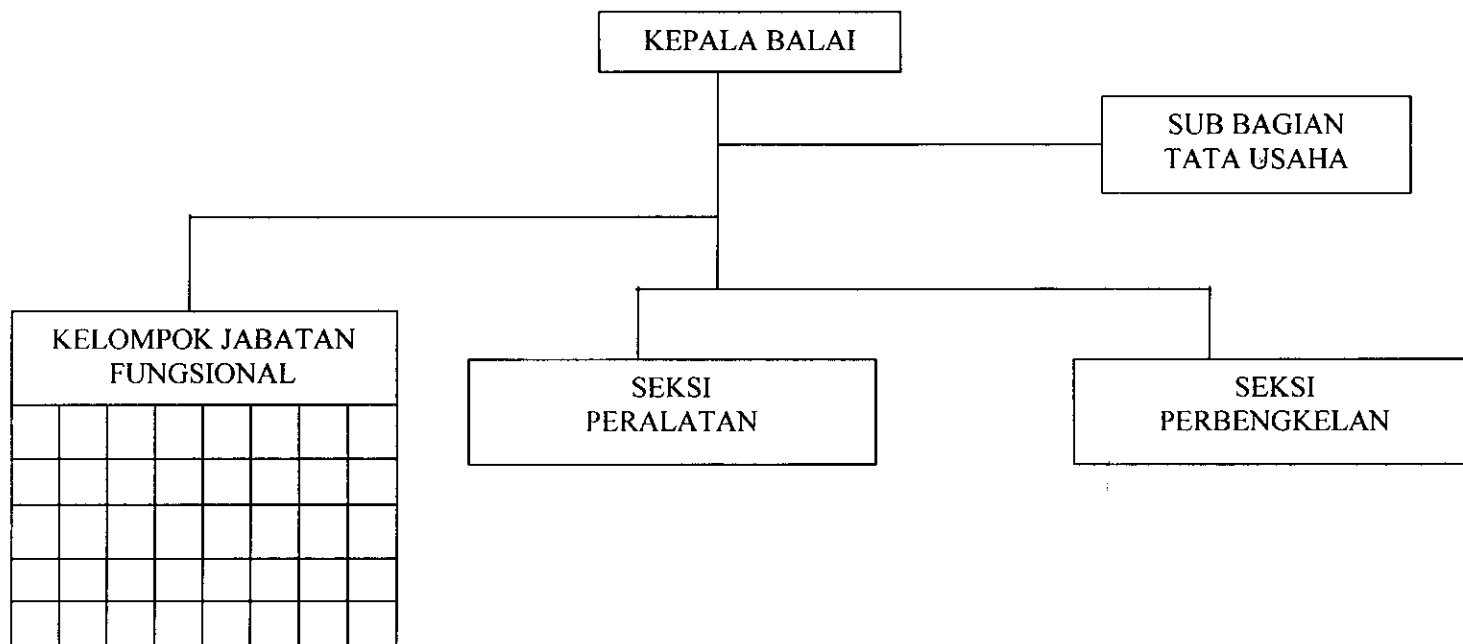 KEPALA BALAI
SUB BAGIAN
TATA USAHA
KELOMPOK JABATAN
FUNGSIONAL
SEKSI
PERALATAN
SEKSI
PERBENGKELAN